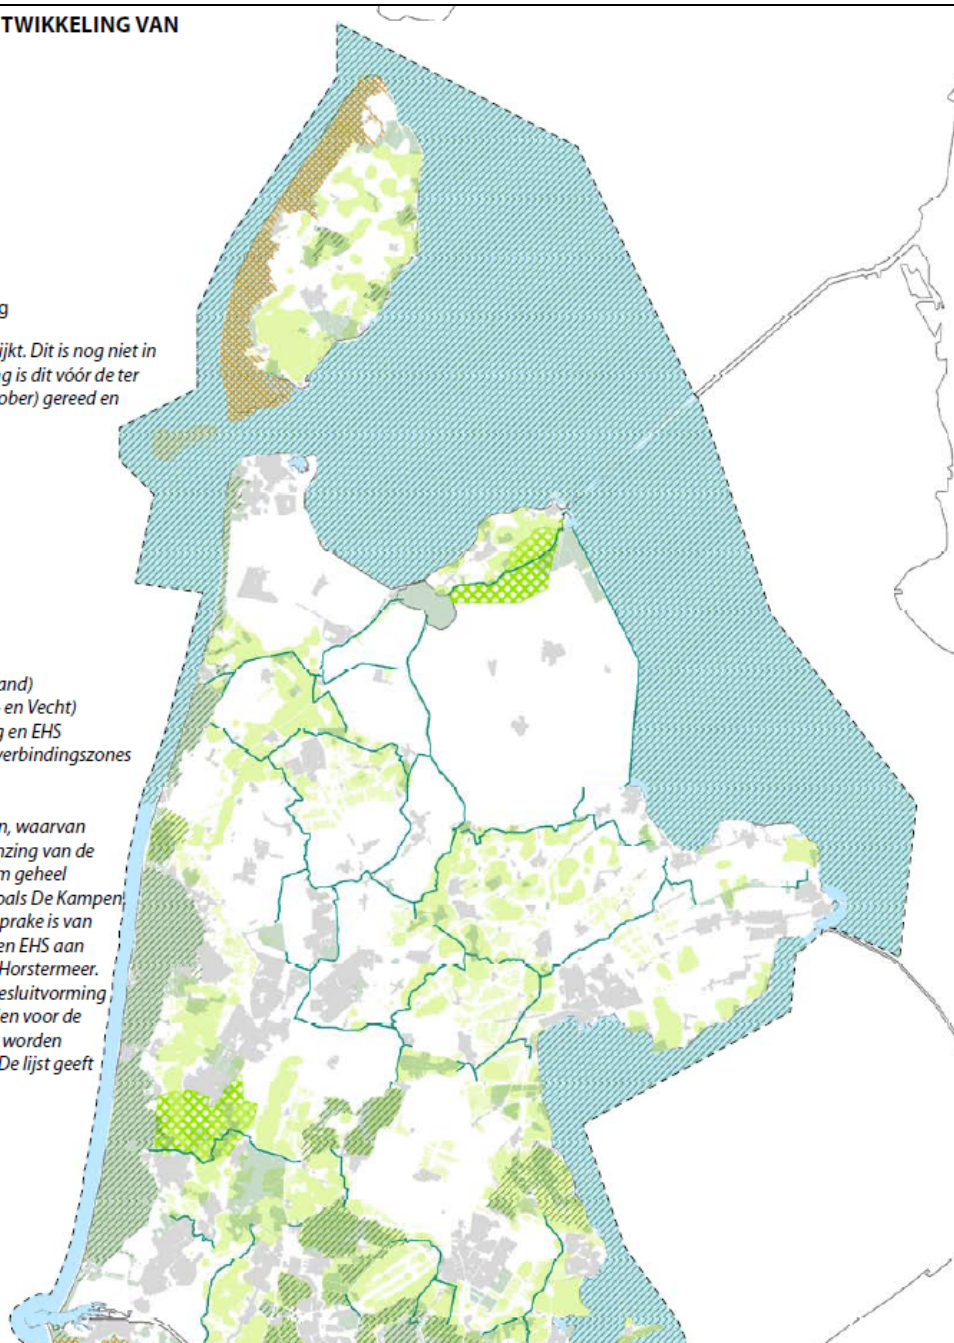 TWIKKELING VAN
g
ijkt. Dit is nog niet in
ng is dit vóór de ter
ober) gereed en
and)
- en Vecht)
g en EHS
verbindingszones
n, waarvan
nzing van de
m geheel
oals De Kampen,
prake is van
en EHS aan
Horstermeer.
esluitvorming
en voor de
worden
De lijst geeft